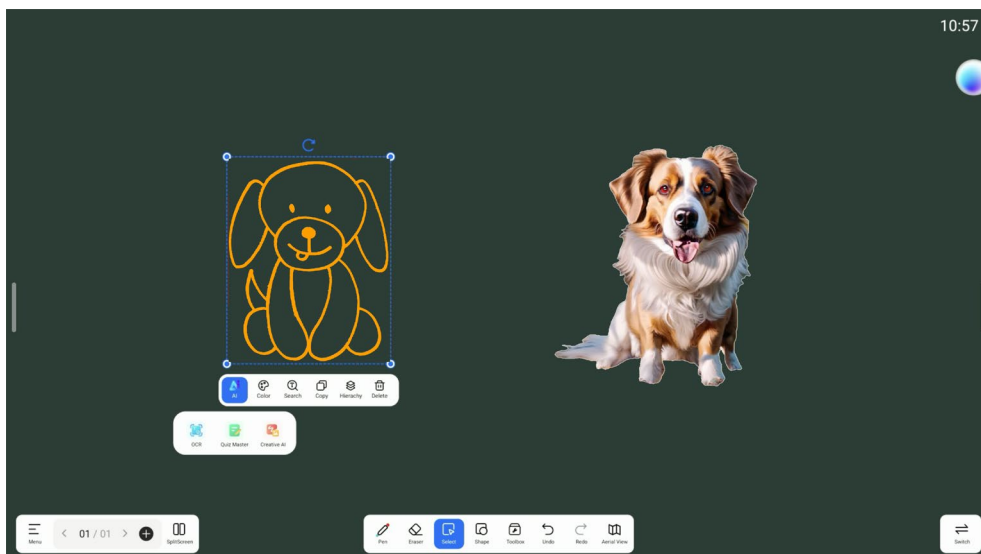 10:57
AI Color Search Copy Hierachy Delete
OCR Quiz Master Creative AI
Menu 01 / 01 SplitScreen Pen Eraser Select Shape Toolbox Undo Redo Aerial View Switch